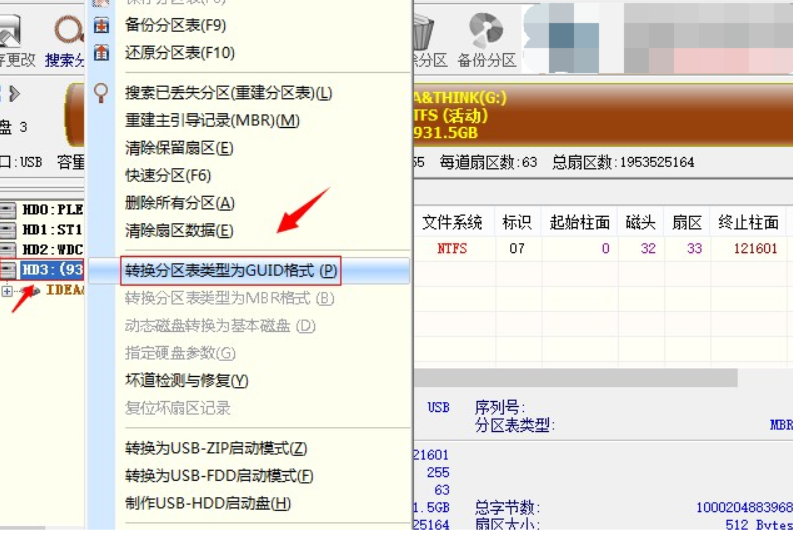 备份分区表(F9)
还原分区表(F10)
搜索已丢失分区(重建分区表)(L)
重建主引导记录(MBR)(M)
清除保留扇区(E)
快速分区(F6)
删除所有分区(A)
清除扇区数据(E)
转换分区表类型为GUID格式 (P)
转换分区表类型为MBR格式 (B)
动态磁盘转换为基本磁盘 (D)
指定硬盘参数(G)
坏道检测与修复(Y)
复位坏扇区记录
转换为USB-ZIP启动模式(Z)
转换为USB-FDD启动模式(F)
制作USB-HDD启动盘(H)
更改
搜索分
盘 3
口:USB 容量
HD0:PLE
HD1:ST1
HD2:WDC
HD3:(93
IDEA
分区
备份分区
A&THINK(G:)
TFS (活动)
931.5GB
55 每道扇区数:63 总扇区数:1953525164
文件系统 标识 起始柱面 磁头 扇区 终止柱面
NTFS 07 0 32 33 121601
USB 序列号:
分区表类型: MBR
21601
255
63
1.5GB 总字节数: 1000204883968
25164 扇区大小: 512 Bytes